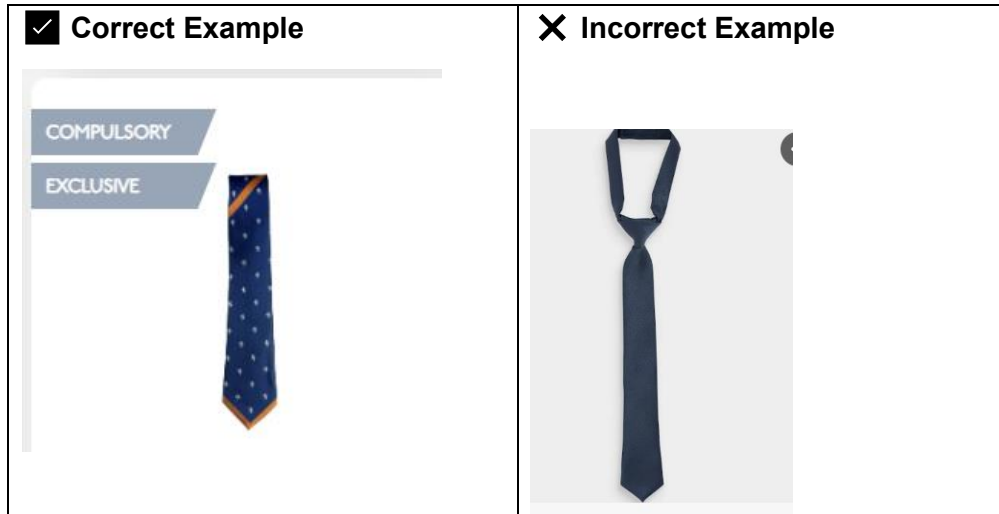 ✓ Correct Example
✕ Incorrect Example
COMPULSORY
EXCLUSIVE